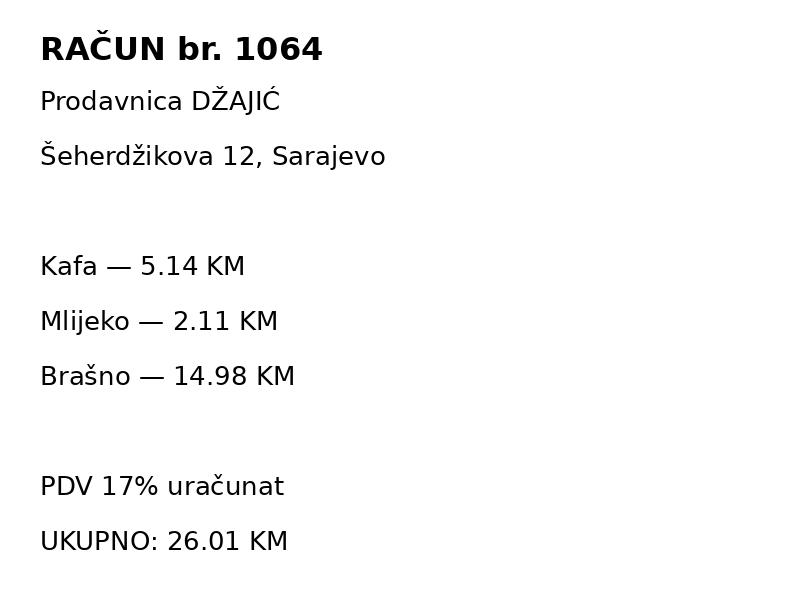 RAČUN br. 1064
Prodavnica DŽAJIĆ
Šeherdžikova 12, Sarajevo
Kafa — 5.14 KM
Mlijeko — 2.11 KM
Brašno — 14.98 KM
PDV 17% uračunat
UKUPNO: 26.01 KM